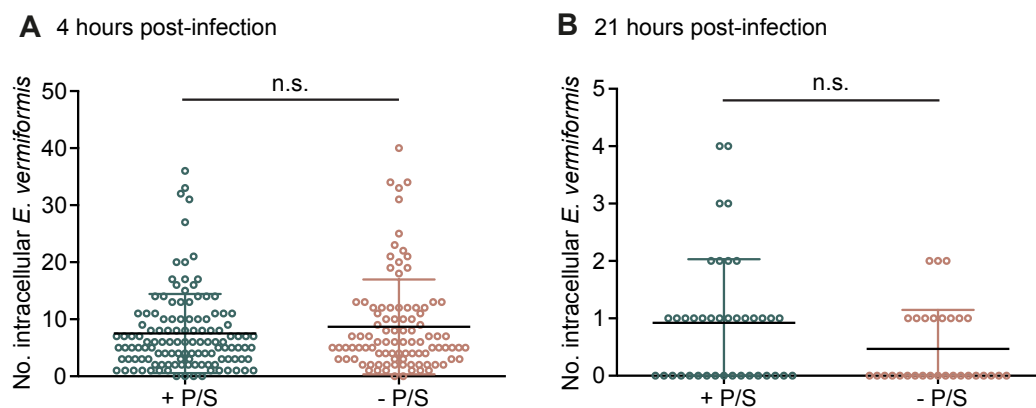 A 4 hours post-infection
No. intracellular E. vermiformis
n.s.
50
40
30
20
10
0
+ P/S
- P/S
B 21 hours post-infection
No. intracellular E. vermiformis
n.s.
5
4
3
2
1
0
+ P/S
- P/S